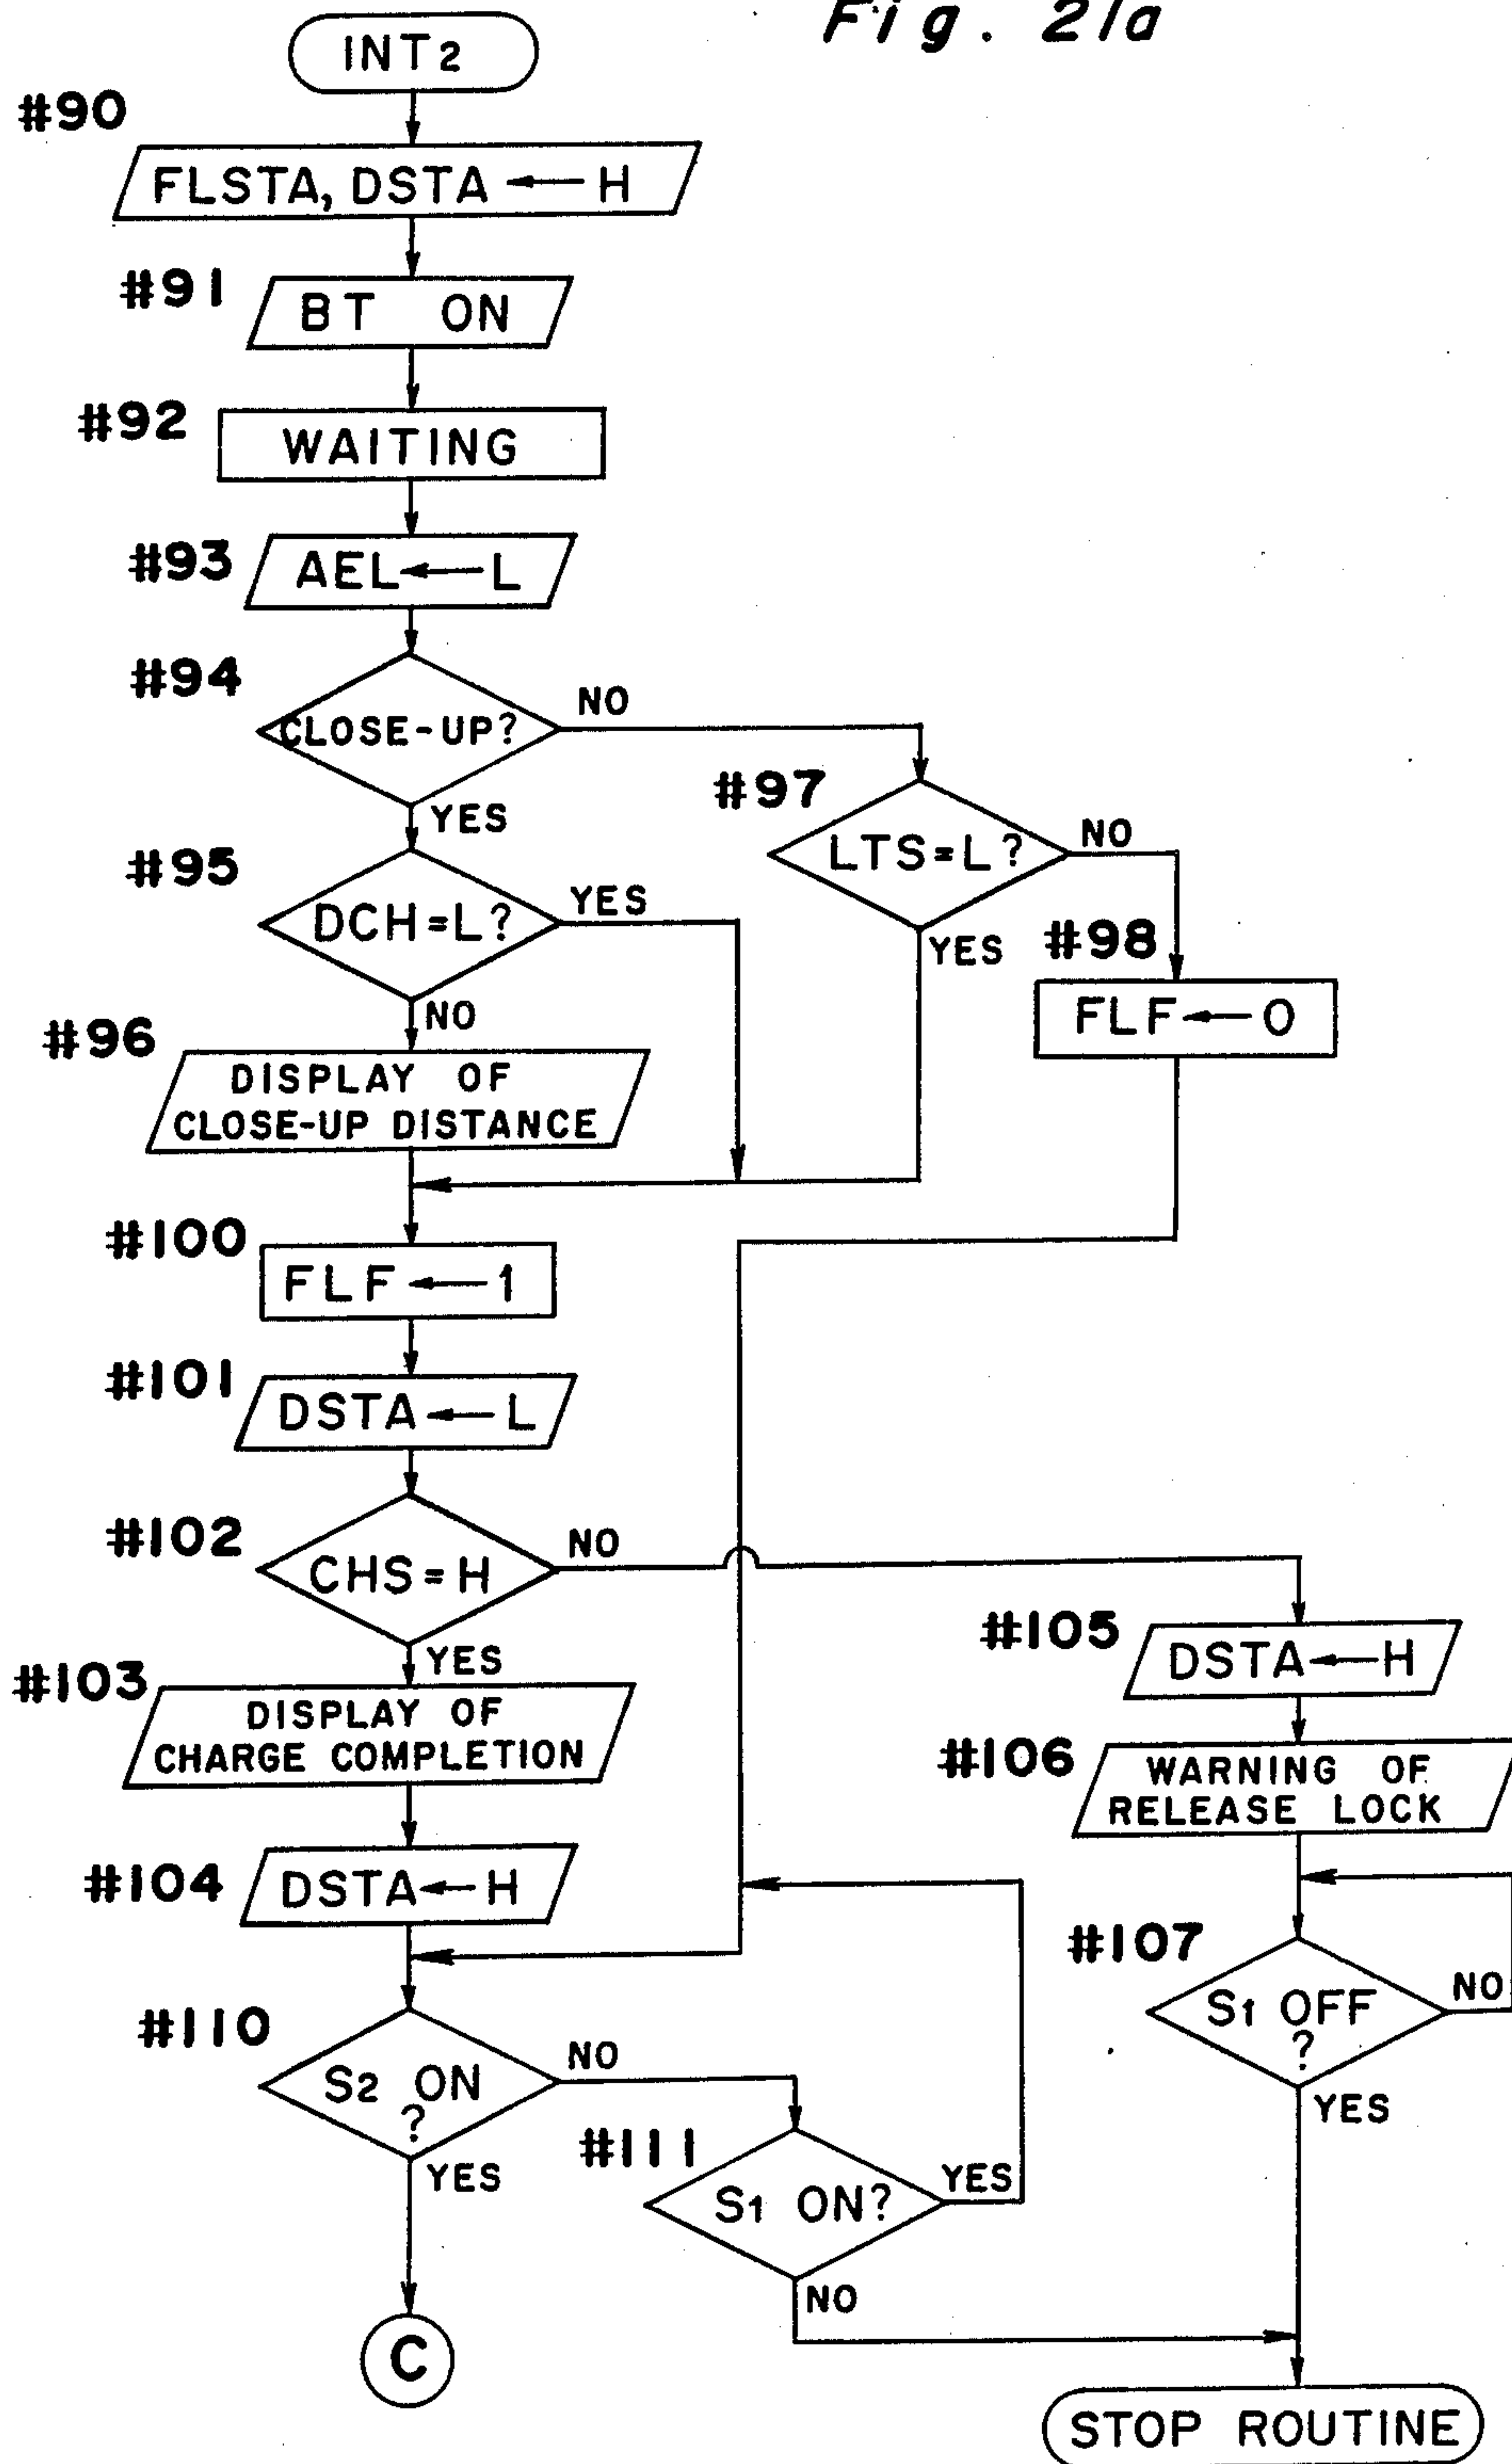 Fig. 21a
INT2
#90
FLSTA, DSTA ← H
#91
BT ON
#92
WAITING
#93
AEL ← L
#94
CLOSE-UP?
NO
YES
#97
LTS=L?
NO
YES
#95
DCH=L?
YES
NO
#98
FLF ← 0
#96
DISPLAY OF
CLOSE-UP DISTANCE
#100
FLF ← 1
#101
DSTA ← L
#102
CHS=H
NO
YES
#105
DSTA ← H
#103
DISPLAY OF
CHARGE COMPLETION
#106
WARNING OF
RELEASE LOCK
#104
DSTA ← H
#107
S1 OFF
?
NO
YES
#110
S2 ON
?
NO
YES
#111
S1 ON?
YES
NO
C
STOP ROUTINE